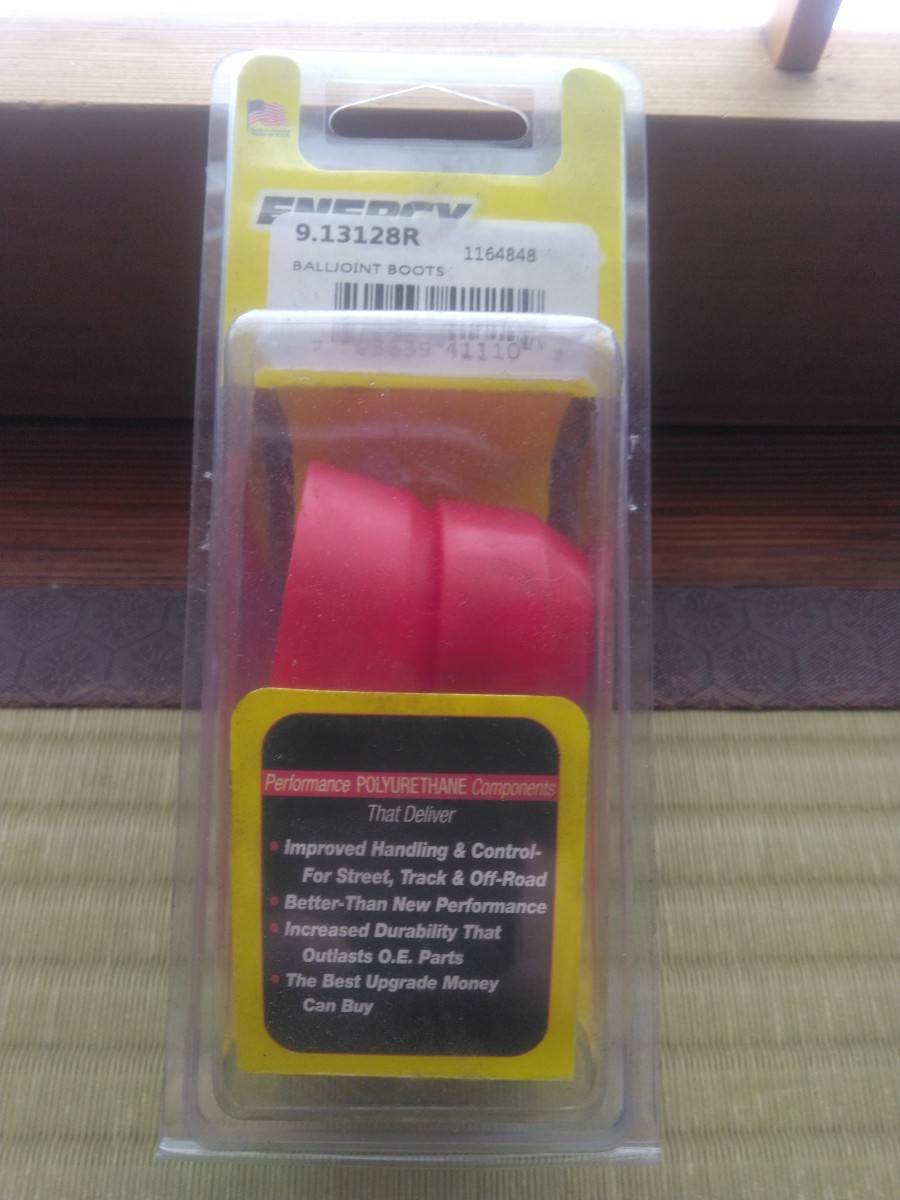 ENERGY
9.13128R
1164848
BALLJOINT BOOTS
41110
Performance POLYURETHANE Components
That Deliver
• Improved Handling & Control-
For Street, Track & Off-Road
• Better-Than New Performance
• Increased Durability That
Outlasts O.E. Parts
• The Best Upgrade Money
Can Buy